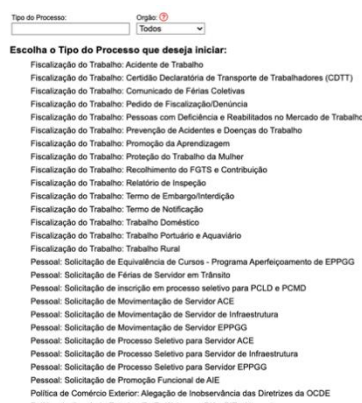 Tipo do Processo: Orgão: ?
Todos
Escolha o Tipo do Processo que deseja iniciar:
Fiscalização do Trabalho: Acidente de Trabalho
Fiscalização do Trabalho: Certidão Declaratória de Transporte de Trabalhadores (CDTT)
Fiscalização do Trabalho: Comunicado de Férias Coletivas
Fiscalização do Trabalho: Pedido de Fiscalização/Denúncia
Fiscalização do Trabalho: Pessoas com Deficiência e Reabilitados no Mercado de Trabalho
Fiscalização do Trabalho: Prevenção de Acidentes e Doenças do Trabalho
Fiscalização do Trabalho: Promoção da Aprendizagem
Fiscalização do Trabalho: Proteção do Trabalho da Mulher
Fiscalização do Trabalho: Recolhimento do FGTS e Contribuição
Fiscalização do Trabalho: Relatório de Inspeção
Fiscalização do Trabalho: Termo de Embargo/Interdição
Fiscalização do Trabalho: Termo de Notificação
Fiscalização do Trabalho: Trabalho Doméstico
Fiscalização do Trabalho: Trabalho Portuário e Aquaviário
Fiscalização do Trabalho: Trabalho Rural
Pessoal: Solicitação de Equivalência de Cursos - Programa Aperfeiçoamento de EPPGG
Pessoal: Solicitação de Férias de Servidor em Trânsito
Pessoal: Solicitação de inscrição em processo seletivo para PCLD e PCMD
Pessoal: Solicitação de Movimentação de Servidor ACE
Pessoal: Solicitação de Movimentação de Servidor de Infraestrutura
Pessoal: Solicitação de Movimentação de Servidor EPPGG
Pessoal: Solicitação de Processo Seletivo para Servidor ACE
Pessoal: Solicitação de Processo Seletivo para Servidor de Infraestrutura
Pessoal: Solicitação de Processo Seletivo para Servidor EPPGG
Pessoal: Solicitação de Promoção Funcional de AIE
Política de Comércio Exterior: Alegação de Inobservância das Diretrizes da OCDE